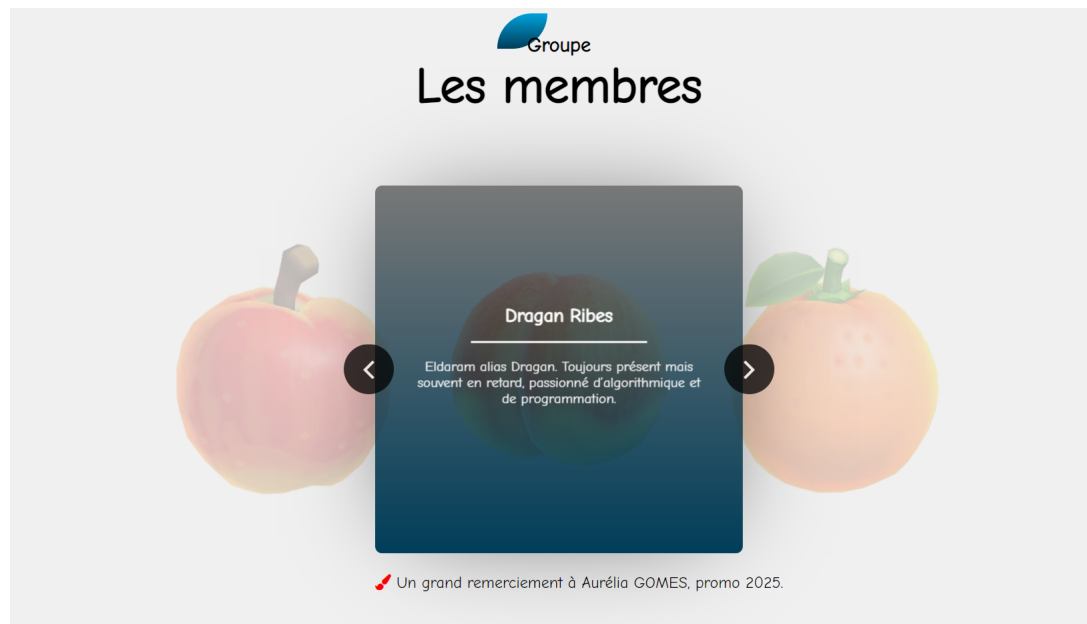 Groupe
Les membres
Dragan Ribes
Eldaram alias Dragan. Toujours présent mais
souvent en retard, passionné d'algorithmique et
de programmation.
Un grand remerciement à Aurélia GOMES, promo 2025.